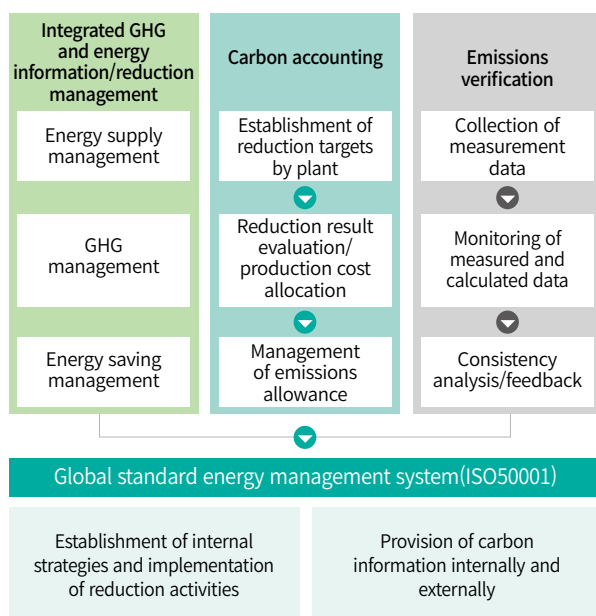 Integrated GHG
and energy
information/reduction
management
Energy supply
management
GHG
management
Energy saving
management
Carbon accounting
Establishment of
reduction targets
by plant
Reduction result
evaluation/
production cost
allocation
Management
of emissions
allowance
Emissions
verification
Collection of
measurement
data
Monitoring of
measured and
calculated data
Consistency
analysis/feedback
Global standard energy management system(ISO50001)
Establishment of internal
strategies and implementation
of reduction activities
Provision of carbon
information internally and
externally